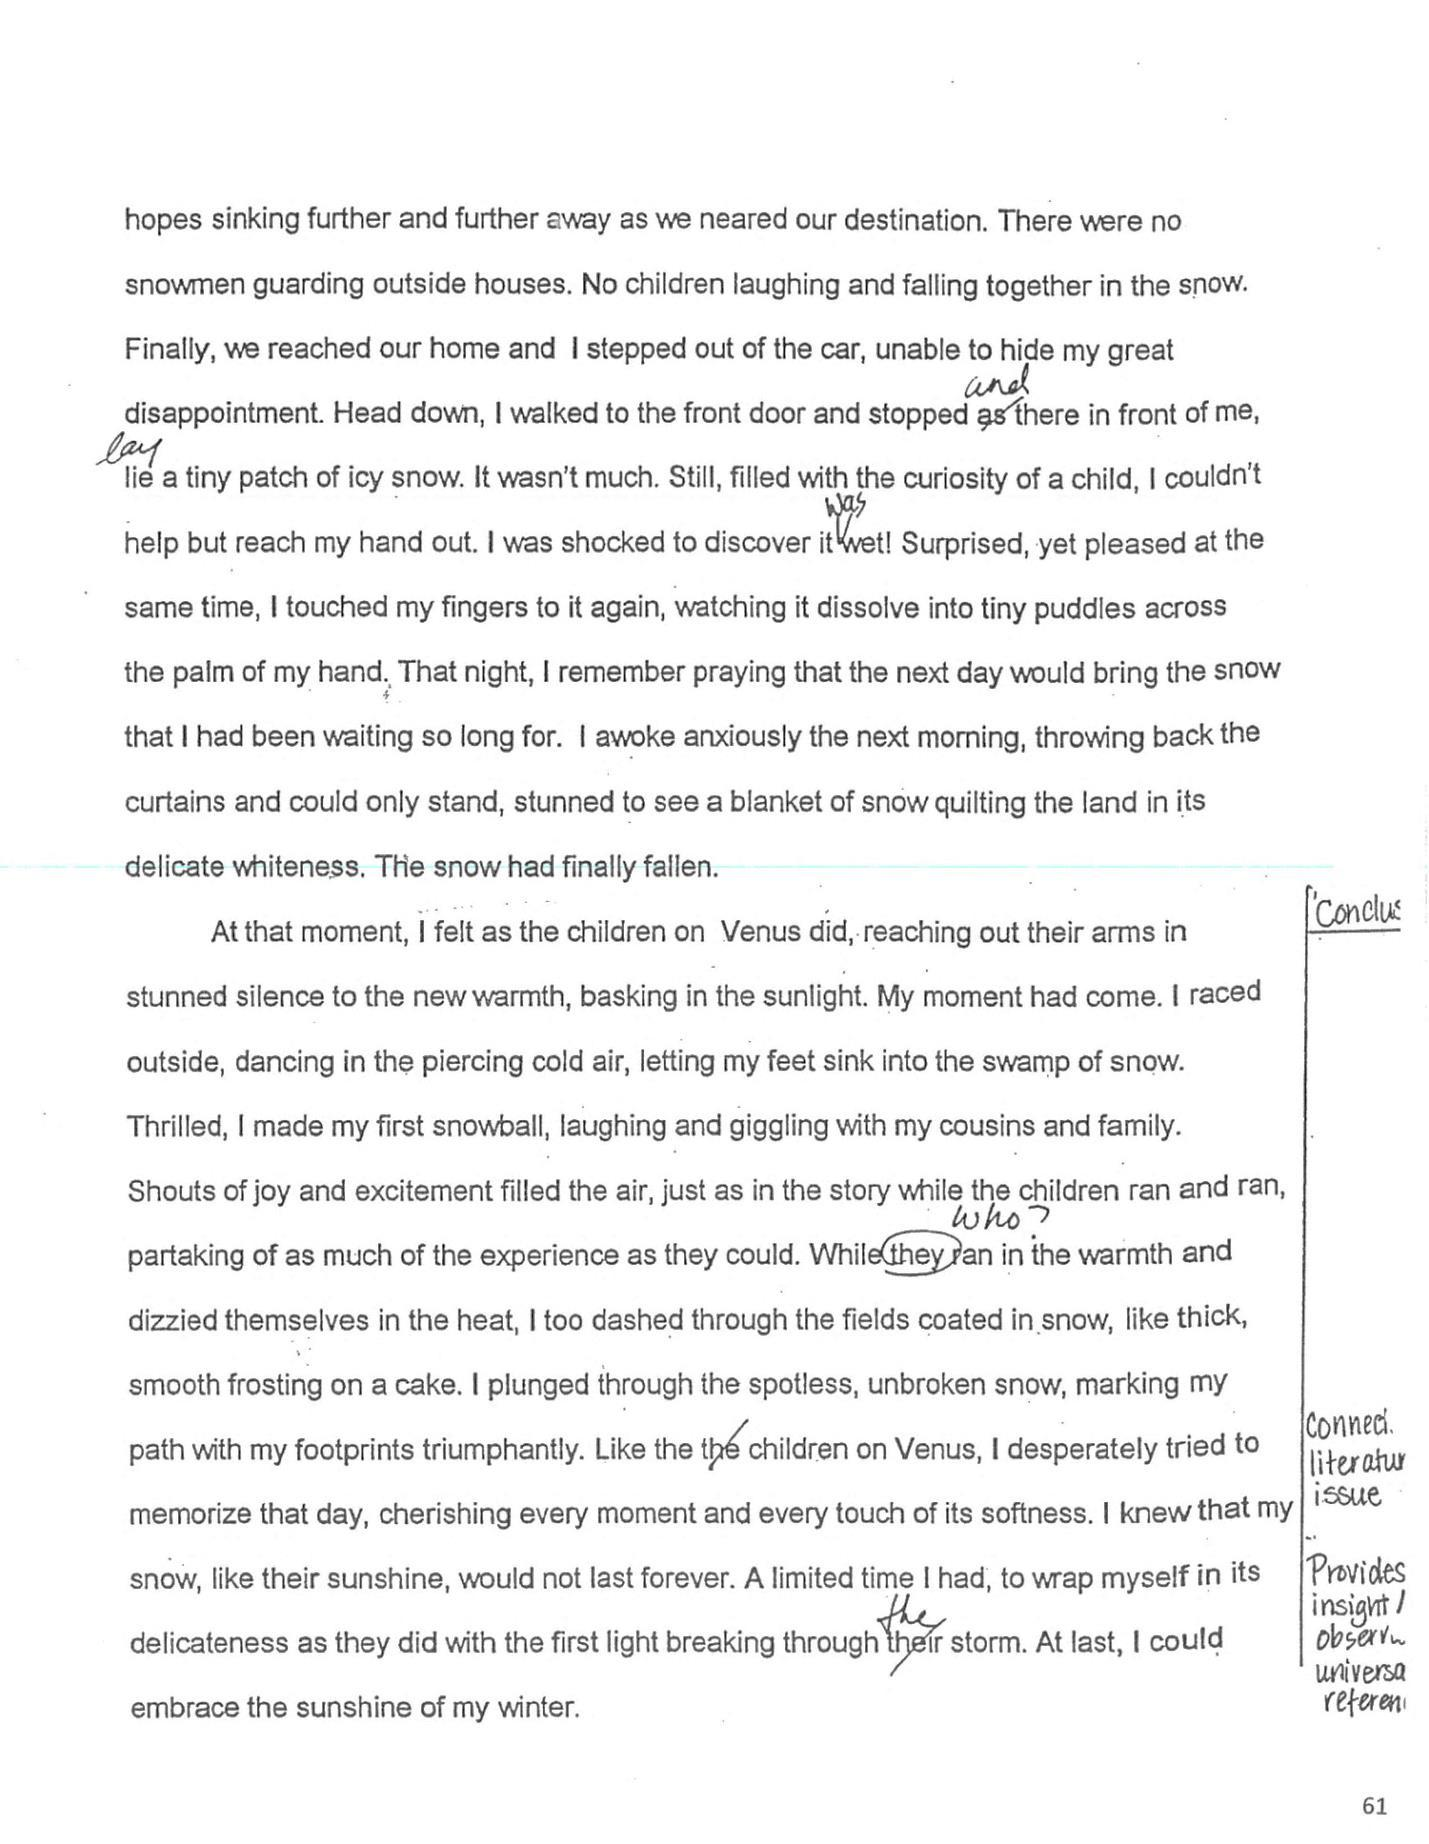 hopes sinking further and further away as we neared our destination. There were no
snowmen guarding outside houses. No children laughing and falling together in the snow.
Finally, we reached our home and I stepped out of the car, unable to hide my great
and
disappointment. Head down, I walked to the front door and stopped as there in front of me,
lay
lie a tiny patch of icy snow. It wasn't much. Still, filled with the curiosity of a child, I couldn't
was
help but reach my hand out. I was shocked to discover it wet! Surprised, yet pleased at the
same time, I touched my fingers to it again, watching it dissolve into tiny puddles across
the palm of my hand. That night, I remember praying that the next day would bring the snow
that I had been waiting so long for. I awoke anxiously the next morning, throwing back the
curtains and could only stand, stunned to see a blanket of snow quilting the land in its
delicate whiteness. The snow had finally fallen.
Conclus
At that moment, I felt as the children on Venus did, reaching out their arms in
stunned silence to the new warmth, basking in the sunlight. My moment had come. I raced
outside, dancing in the piercing cold air, letting my feet sink into the swamp of snow.
Thrilled, I made my first snowball, laughing and giggling with my cousins and family.
Shouts of joy and excitement filled the air, just as in the story while the children ran and ran,
who?
partaking of as much of the experience as they could. While they ran in the warmth and
dizzied themselves in the heat, I too dashed through the fields coated in snow, like thick,
smooth frosting on a cake. I plunged through the spotless, unbroken snow, marking my
path with my footprints triumphantly. Like the the children on Venus, I desperately tried to
memorize that day, cherishing every moment and every touch of its softness. I knew that my
snow, like their sunshine, would not last forever. A limited time I had, to wrap myself in its
the
delicateness as they did with the first light breaking through their storm. At last, I could
embrace the sunshine of my winter.
Connect.
literatur
issue
Provides
insight /
observ
universa
referen
61